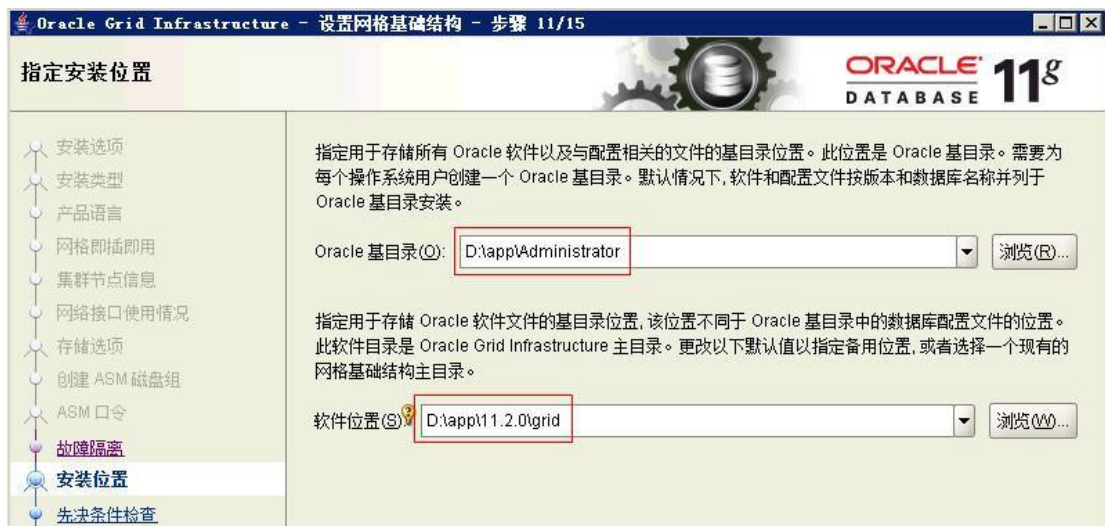 Oracle Grid Infrastructure - 设置网格基础结构 - 步骤 11/15
指定安装位置
ORACLE
DATABASE
11g
安装选项
安装类型
产品语言
网格即插即用
集群节点信息
网络接口使用情况
存储选项
创建 ASM 磁盘组
ASM 口令
故障隔离
安装位置
先决条件检查
指定用于存储所有 Oracle 软件以及与配置相关的文件的基目录位置。此位置是 Oracle 基目录。需要为
每个操作系统用户创建一个 Oracle 基目录。默认情况下,软件和配置文件按版本和数据库名称并列于
Oracle 基目录安装。
Oracle 基目录(O): D:\app\Administrator 浏览(R)...
指定用于存储 Oracle 软件文件的基目录位置,该位置不同于 Oracle 基目录中的数据库配置文件的位置。
此软件目录是 Oracle Grid Infrastructure 主目录。更改以下默认值以指定备用位置,或者选择一个现有的
网格基础结构主目录。
软件位置(S) D:\app\11.2.0\grid 浏览(W)...